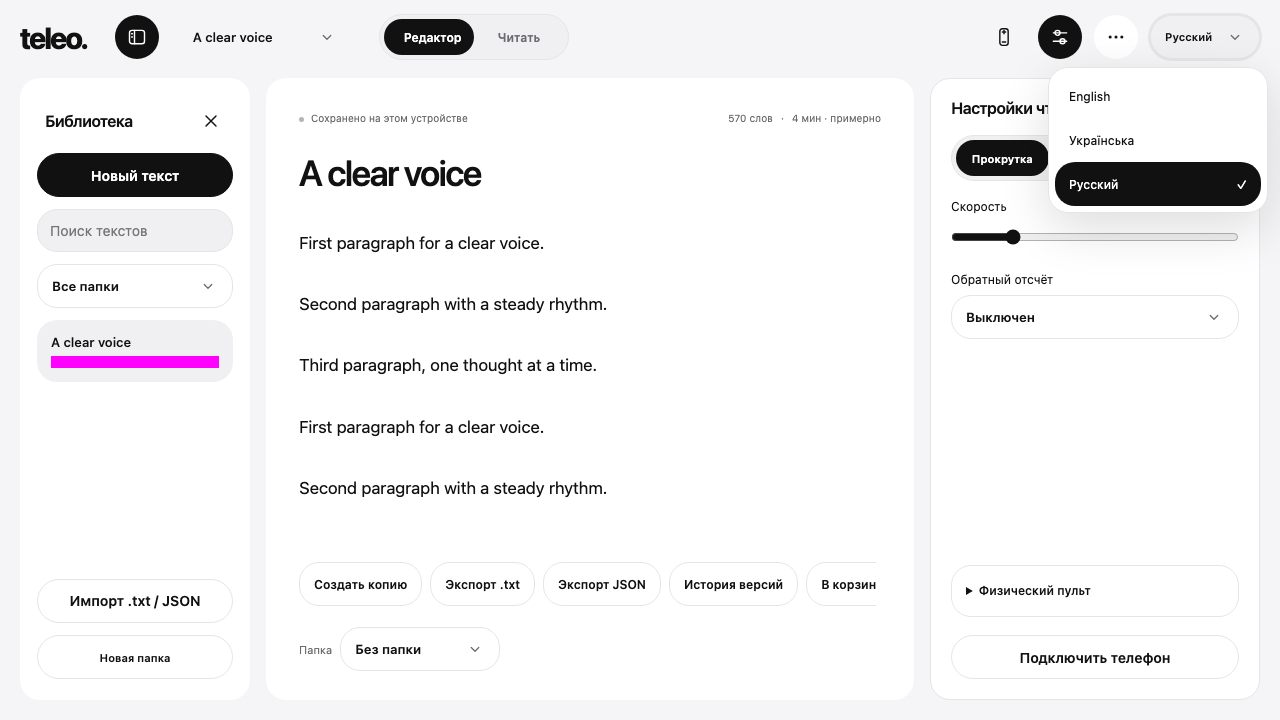 teleo.
A clear voice
Редактор
Читать
Русский
English
Українська
Русский
Библиотека
Новый текст
Поиск текстов
Все папки
A clear voice
Импорт .txt / JSON
Новая папка
Сохранено на этом устройстве
570 слов · 4 мин · примерно
A clear voice
First paragraph for a clear voice.
Second paragraph with a steady rhythm.
Third paragraph, one thought at a time.
First paragraph for a clear voice.
Second paragraph with a steady rhythm.
Создать копию
Экспорт .txt
Экспорт JSON
История версий
В корзин
Папка
Без папки
Настройки чт
Прокрутка
Скорость
Обратный отсчёт
Выключен
Физический пульт
Подключить телефон